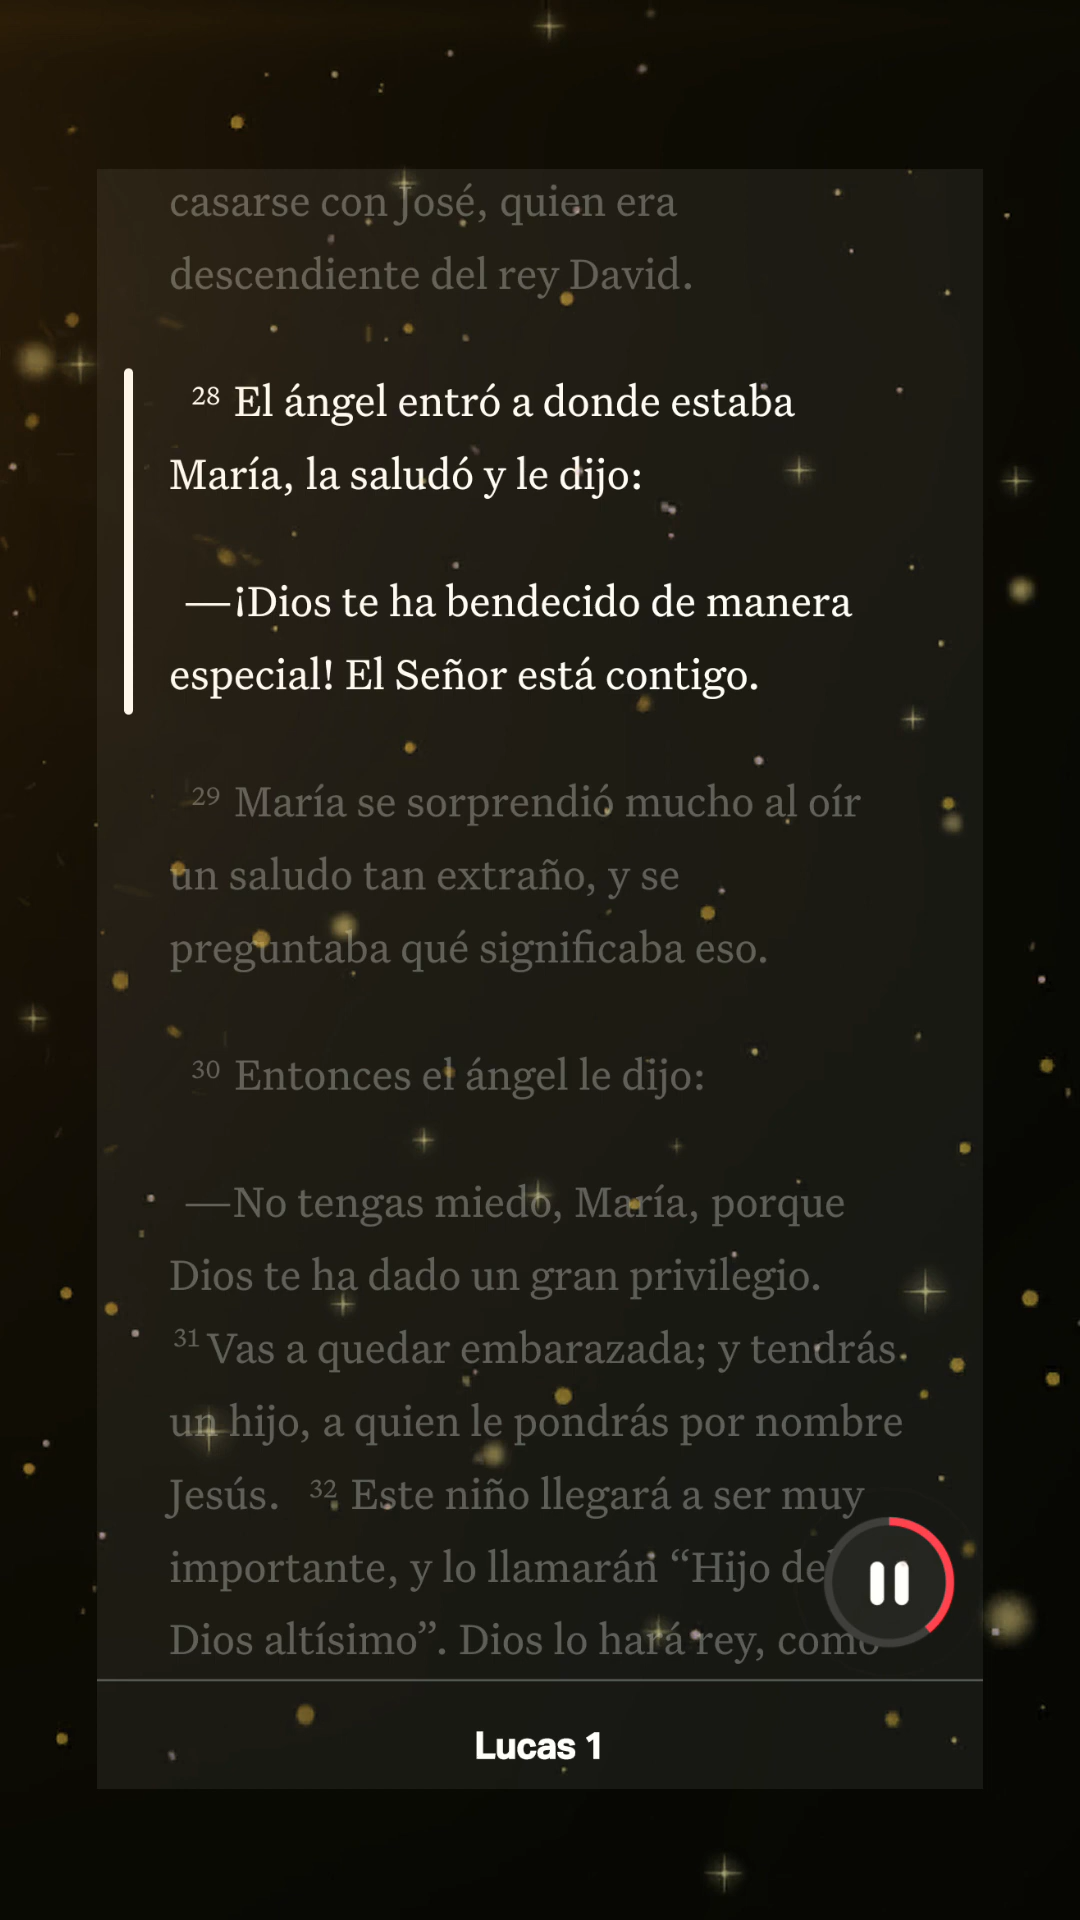 casarse con José, quien era
descendiente del rey David.
28 El ángel entró a donde estaba
María, la saludó y le dijo:
—¡Dios te ha bendecido de manera
especial! El Señor está contigo.
29 María se sorprendió mucho al oír
un saludo tan extraño, y se
preguntaba qué significaba eso.
30 Entonces el ángel le dijo:
—No tengas miedo, María, porque
Dios te ha dado un gran privilegio.
31 Vas a quedar embarazada; y tendrás
un hijo, a quien le pondrás por nombre
Jesús. 32 Este niño llegará a ser muy
importante, y lo llamarán “Hijo de
Dios altísimo”. Dios lo hará rey, como
Lucas 1